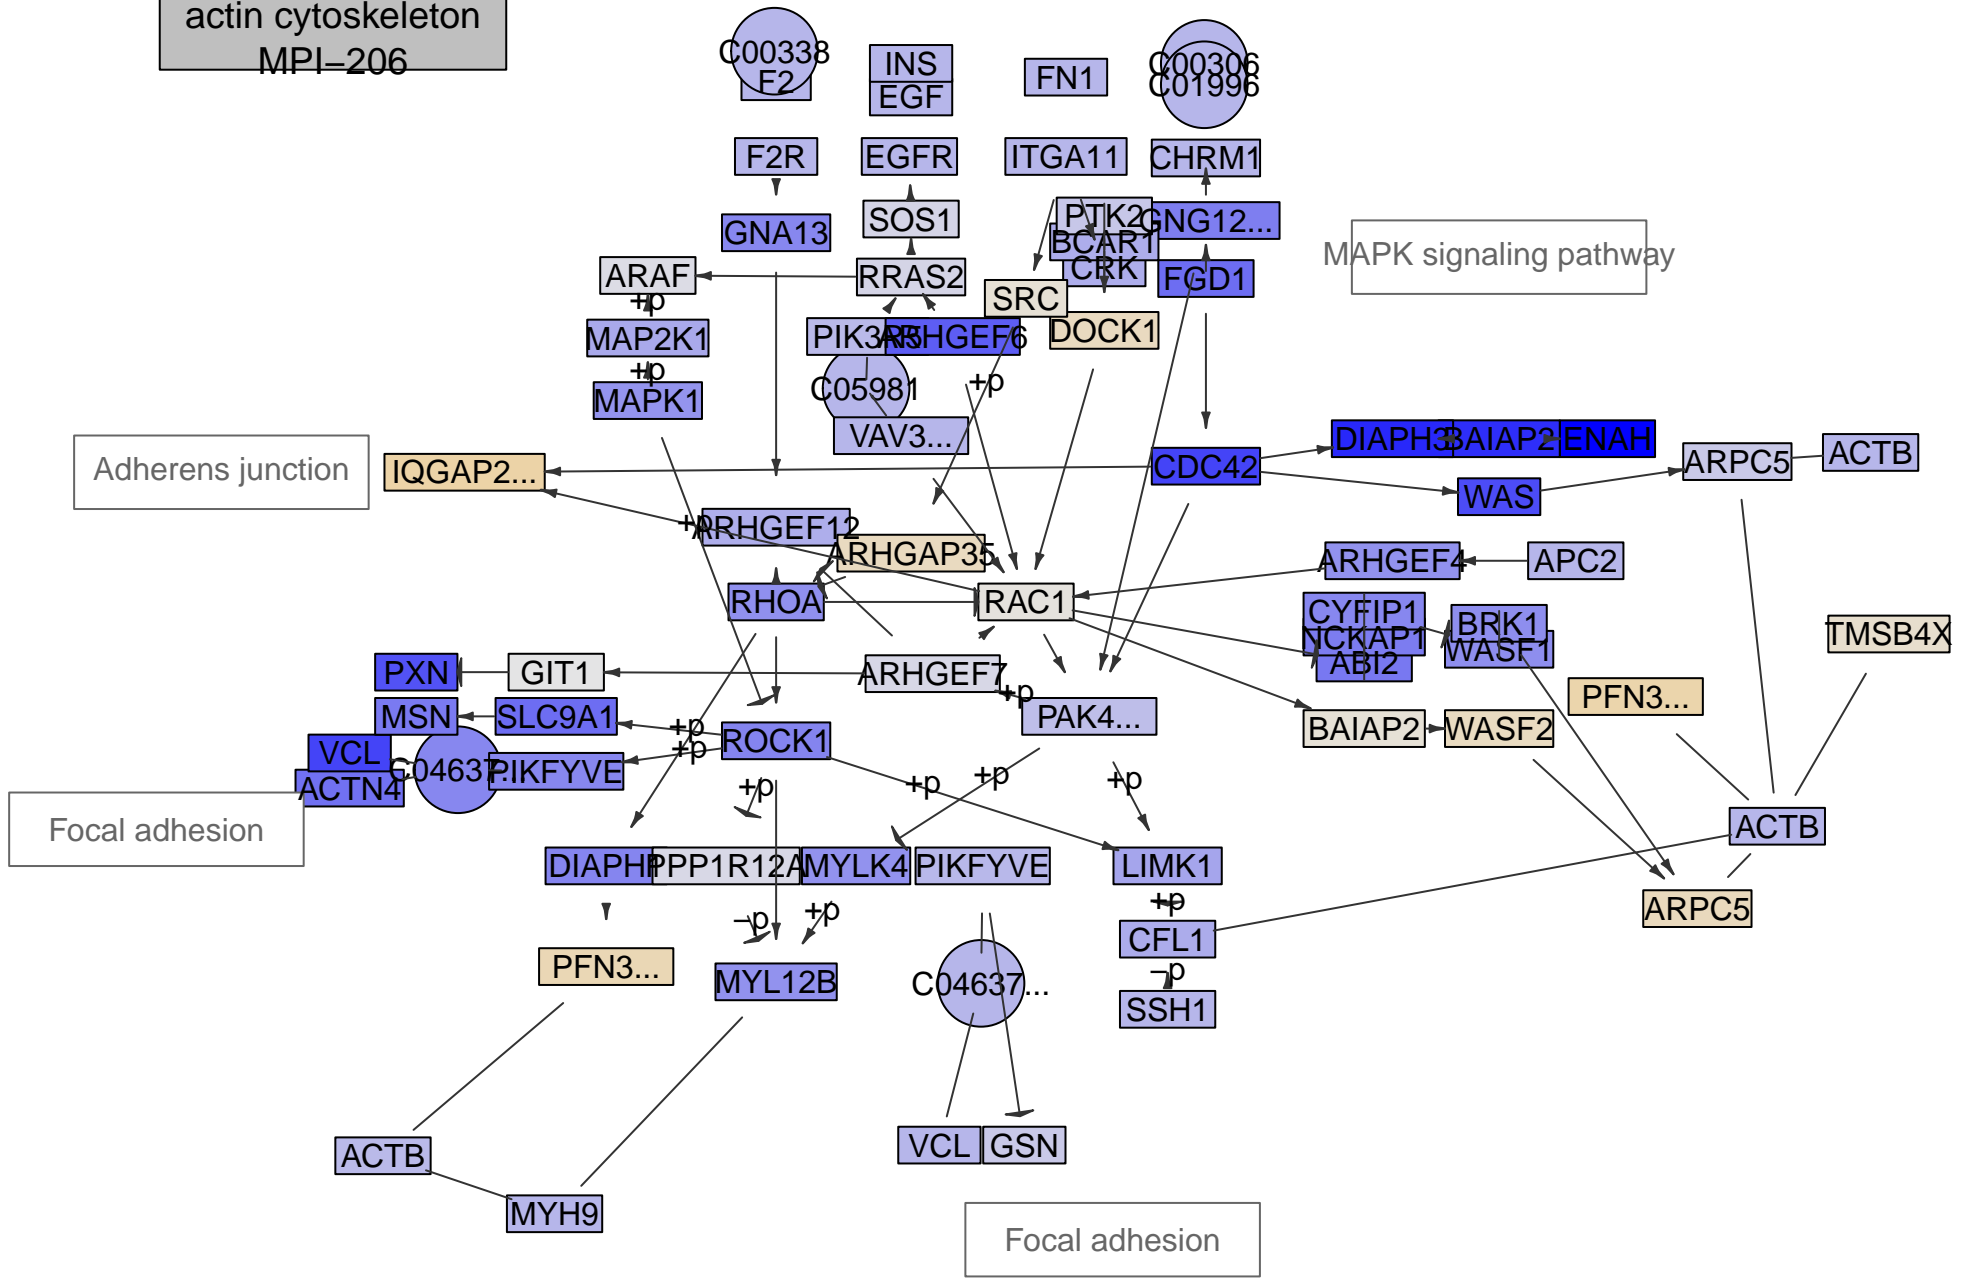 actin cytoskeleton
MPI−206
C00338
F2
INS
EGF
FN1
C00306
C01996
F2R
EGFR
ITGA11
CHRM1
GNA13
SOS1
PTK2
GNG12...
BCAR1
CRK
MAPK signaling pathway
ARAF
RRAS2
SRC
FGD1
+p
MAP2K1
ARHGEF6
DOCK1
+p
MAPK1
C05981
+p
VAV3...
Adherens junction
IQGAP2...
CDC42
DIAPH3
BAIAP2
ENAH
ARPC5
ACTB
WAS
+p
ARHGEF12
ARHGAP35
ARHGEF4
APC2
RHOA
RAC1
CYFIP1
NCKAP1
ABI2
BRK1
WASF1
TMSB4X
PXN
GIT1
ARHGEF7
+p
PFN3...
MSN
SLC9A1
+p
PAK4...
VCL
ACTN4
C04637...
PIKFYVE
+p
ROCK1
BAIAP2
WASF2
+p
+p
+p
+p
Focal adhesion
ACTB
PPP1R12A
MYLK4
PIKFYVE
LIMK1
−p
+p
+p
ARPC5
CFL1
PFN3...
MYL12B
C04637...
−p
SSH1
ACTB
VCL
GSN
MYH9
Focal adhesion